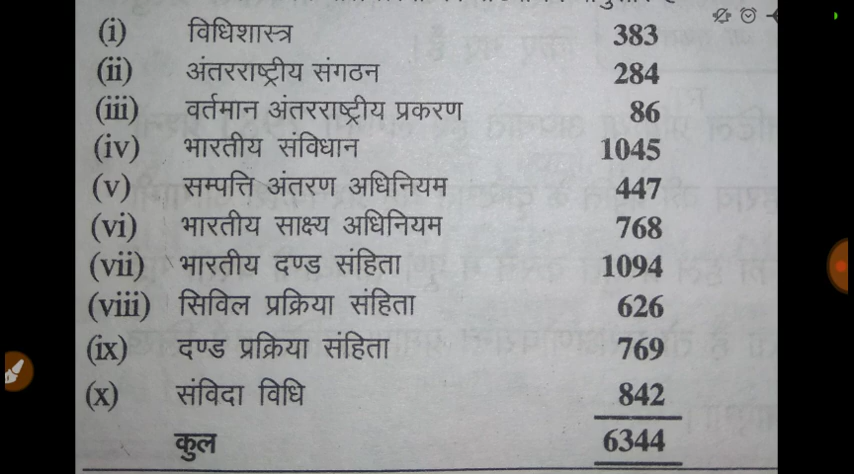 (i) विधिशास्त्र 383
(ii) अंतरराष्ट्रीय संगठन 284
(iii) वर्तमान अंतरराष्ट्रीय प्रकरण 86
(iv) भारतीय संविधान 1045
(v) सम्पत्ति अंतरण अधिनियम 447
(vi) भारतीय साक्ष्य अधिनियम 768
(vii) भारतीय दण्ड संहिता 1094
(viii) सिविल प्रक्रिया संहिता 626
(ix) दण्ड प्रक्रिया संहिता 769
(x) संविदा विधि 842
कुल 6344